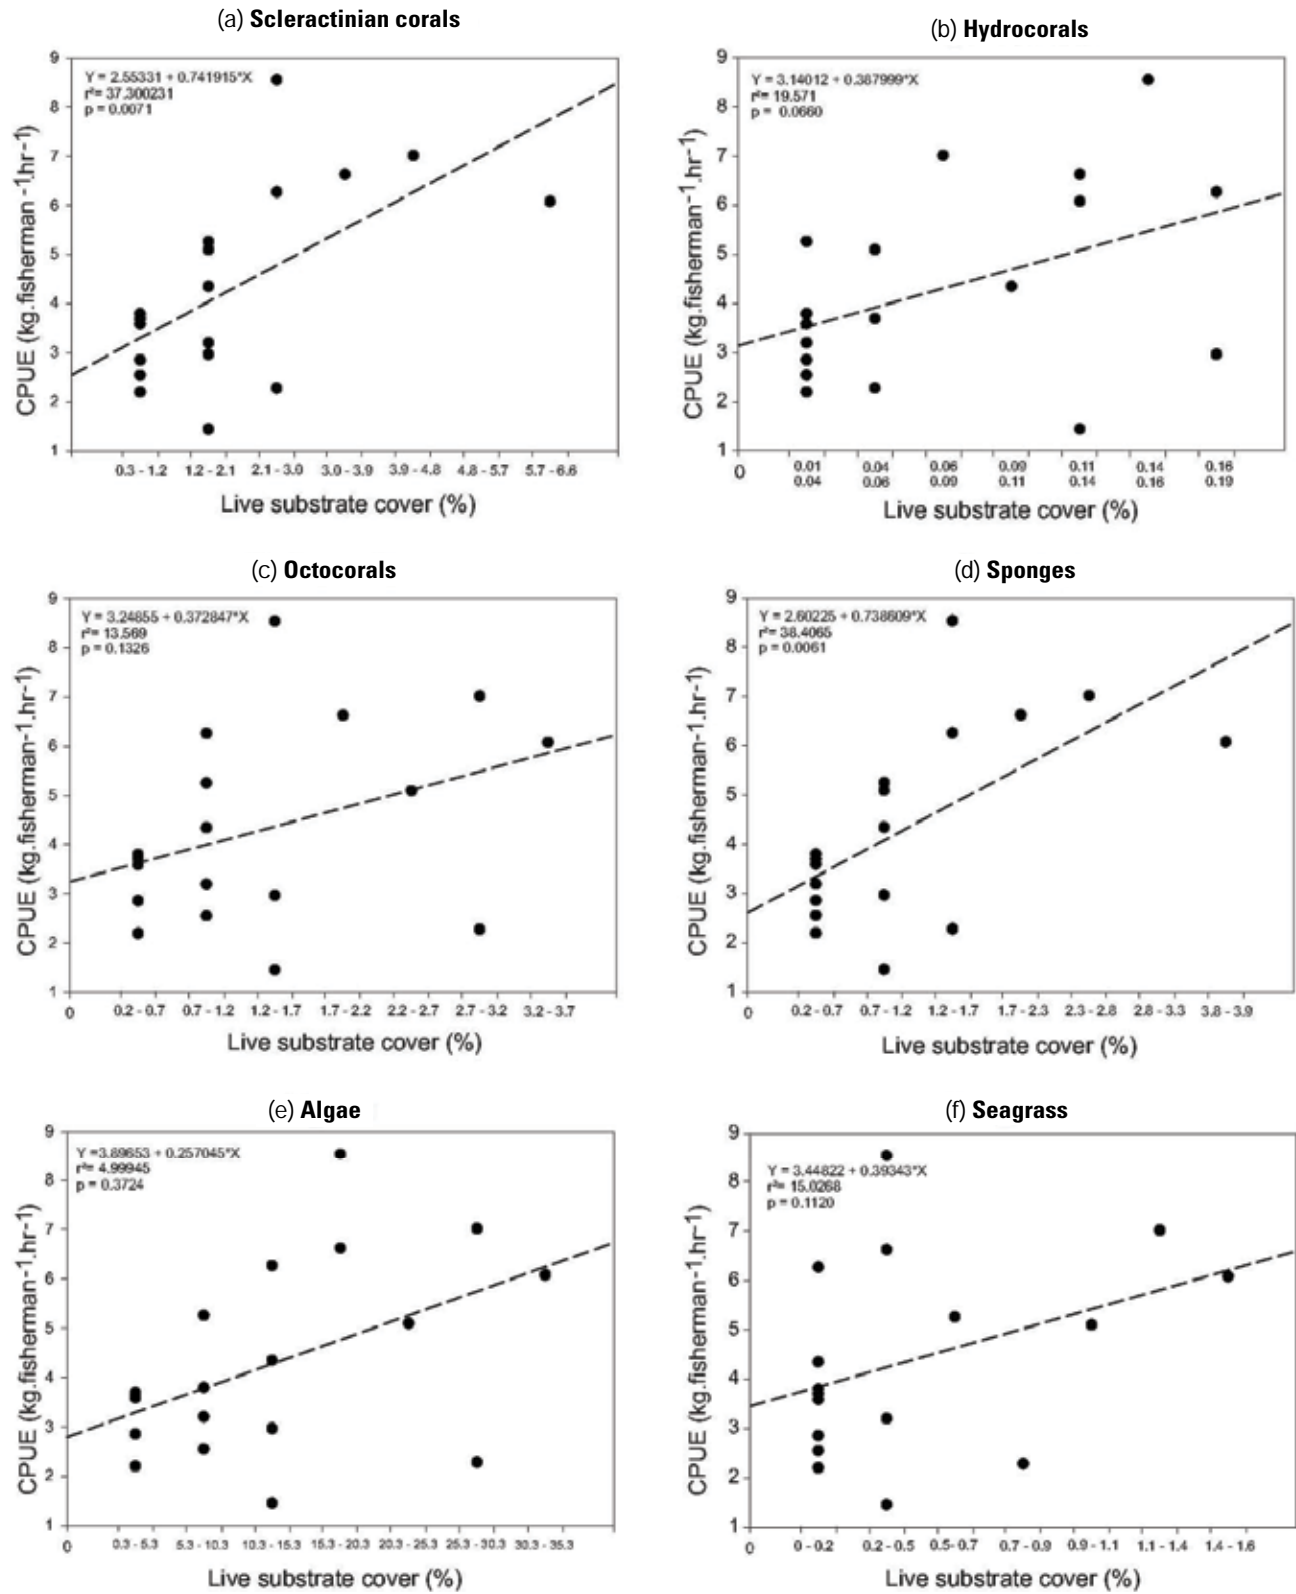 (a) Scleractinian corals
Y = 2.55331 + 0.741915*X
r²= 37.300231
p = 0.0071
9
8
7
6
5
4
3
2
1
CPUE (kg.fisherman⁻¹.hr⁻¹)
0.3 - 1.2 1.2 - 2.1 2.1 - 3.0 3.0 - 3.9 3.9 - 4.8 4.8 - 5.7 5.7 - 6.6
Live substrate cover (%)
(b) Hydrocorals
Y = 3.14012 + 0.387999*X
r²= 19.571
p = 0.0660
9
8
7
6
5
4
3
2
1
CPUE (kg.fisherman⁻¹.hr⁻¹)
0 0.01 0.04 0.06 0.09 0.11 0.14 0.16
0.04 0.06 0.09 0.11 0.14 0.16 0.19
Live substrate cover (%)
(c) Octocorals
Y = 3.24855 + 0.372847*X
r²= 13.569
p = 0.1326
9
8
7
6
5
4
3
2
1
CPUE (kg.fisherman-1.hr-1)
0 0.2 - 0.7 0.7 - 1.2 1.2 - 1.7 1.7 - 2.2 2.2 - 2.7 2.7 - 3.2 3.2 - 3.7
Live substrate cover (%)
(d) Sponges
Y = 2.60225 + 0.738609*X
r²= 38.4065
p = 0.0061
9
8
7
6
5
4
3
2
1
CPUE (kg.fisherman-1.hr-1)
0 0.2 - 0.7 0.7 - 1.2 1.2 - 1.7 1.7 - 2.3 2.3 - 2.8 2.8 - 3.3 3.8 - 3.9
Live substrate cover (%)
(e) Algae
Y =3.89653 + 0.257045*X
r²= 4.99945
p = 0.3724
9
8
7
6
5
4
3
2
1
CPUE (kg.fisherman⁻¹.hr⁻¹)
0 0.3 - 5.3 5.3 - 10.3 10.3 - 15.3 15.3 - 20.3 20.3 - 25.3 25.3 - 30.3 30.3 - 35.3
Live substrate cover (%)
(f) Seagrass
Y = 3.44822 + 0.39343*X
r²= 15.0268
p = 0.1120
9
8
7
6
5
4
3
2
1
CPUE (kg.fisherman⁻¹.hr⁻¹)
0 0 - 0.2 0.2 - 0.5 0.5 - 0.7 0.7 - 0.9 0.9 - 1.1 1.1 - 1.4 1.4 - 1.6
Live substrate cover (%)